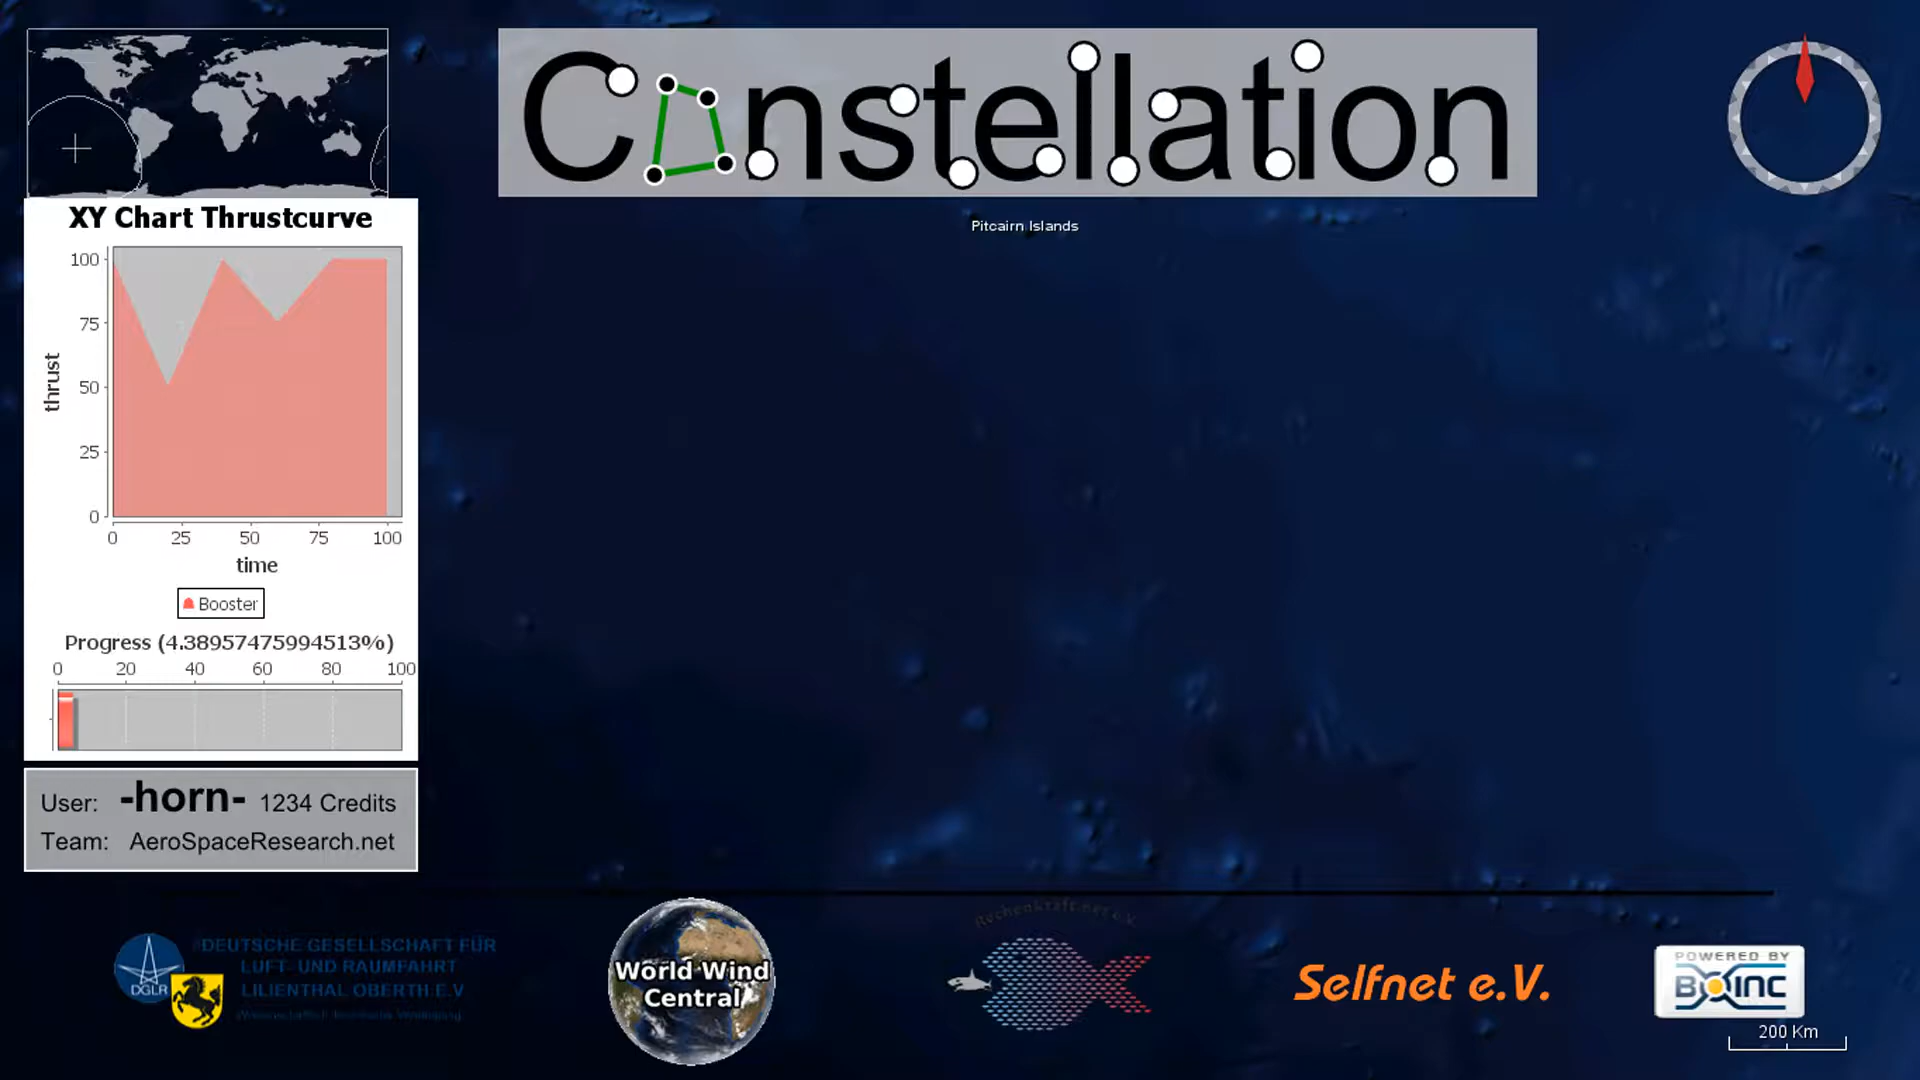 Constellation
Pitcairn Islands
XY Chart Thrustcurve
100
75
50
25
0
thrust
0 25 50 75 100
time
Booster
Progress (4.38957475994513%)
0 20 40 60 80 100
User: -horn- 1234 Credits
Team: AeroSpaceResearch.net
DEUTSCHE GESELLSCHAFT FÜR
LUFT- UND RAUMFAHRT
LILIENTHAL OBERTH E.V
DGLR
World Wind
Central
Rechenkraft.net e.V.
Selfnet e.V.
POWERED BY
BOINC
200 Km